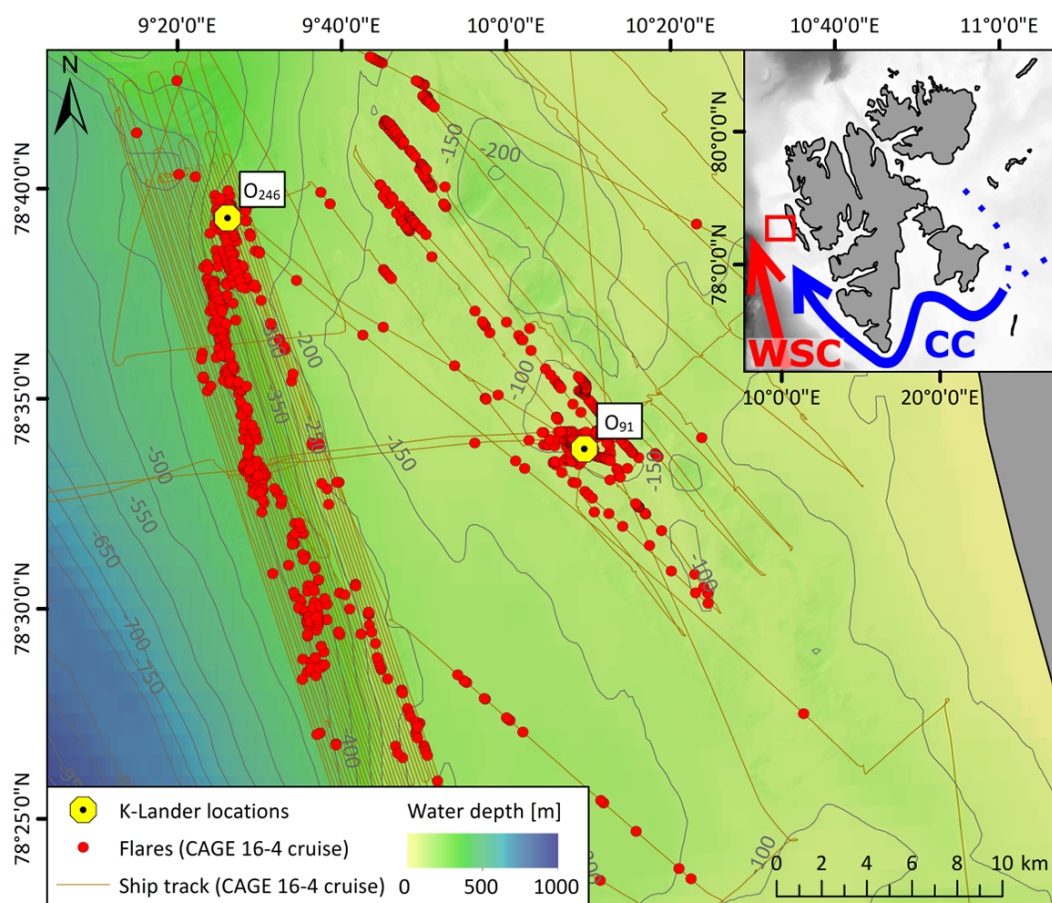 9°20'0"E 9°40'0"E 10°0'0"E 10°20'0"E 10°40'0"E 11°0'0"E
N
78°40'0"N
78°35'0"N
78°30'0"N
78°25'0"N
O246
O91
-150
-200
-300
-200
-350
-250
-100
-150
-150
-100
-500
-550
-650
-700
-750
400
-100
80°0'0"N
78°0'0"N
WSC
CC
10°0'0"E 20°0'0"E
K-Lander locations
Flares (CAGE 16-4 cruise)
Ship track (CAGE 16-4 cruise)
Water depth [m]
0 500 1000
0 2 4 6 8 10 km